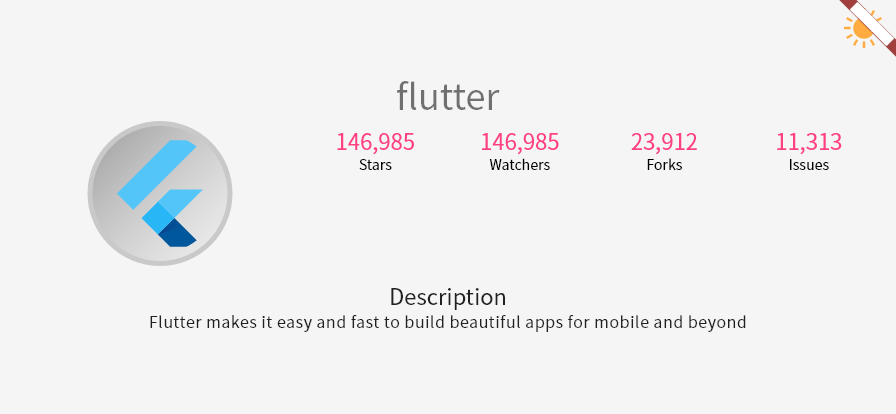 flutter
146,985 146,985 23,912 11,313
Stars Watchers Forks Issues
Description
Flutter makes it easy and fast to build beautiful apps for mobile and beyond